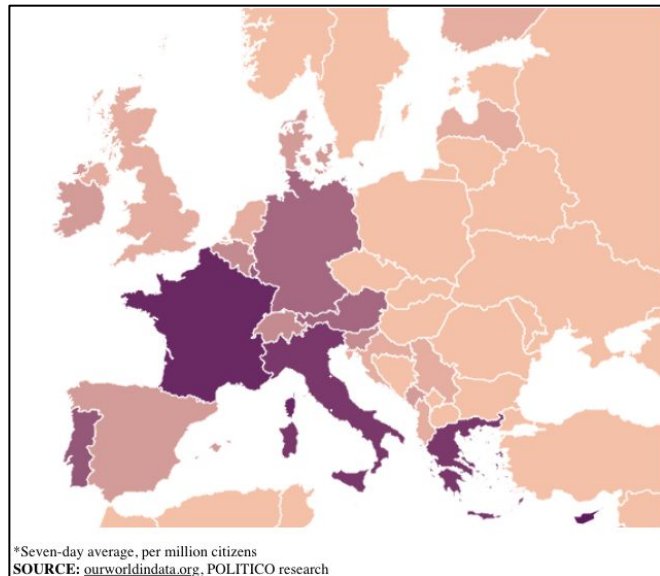 *Seven-day average, per million citizens
SOURCE: ourworldindata.org, POLITICO research